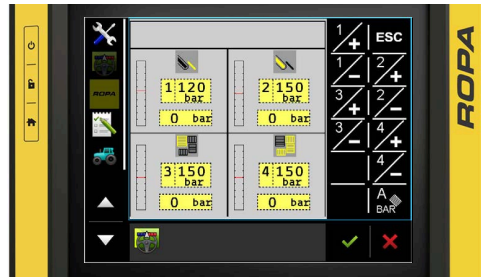 ROPA
ROPA
1 120
bar
0 bar
2 150
bar
0 bar
3 150
bar
0 bar
4 150
bar
0 bar
1/+ ESC
1/- 2/+
3/+ 2/-
3/- 4/+
4/-
A
BAR